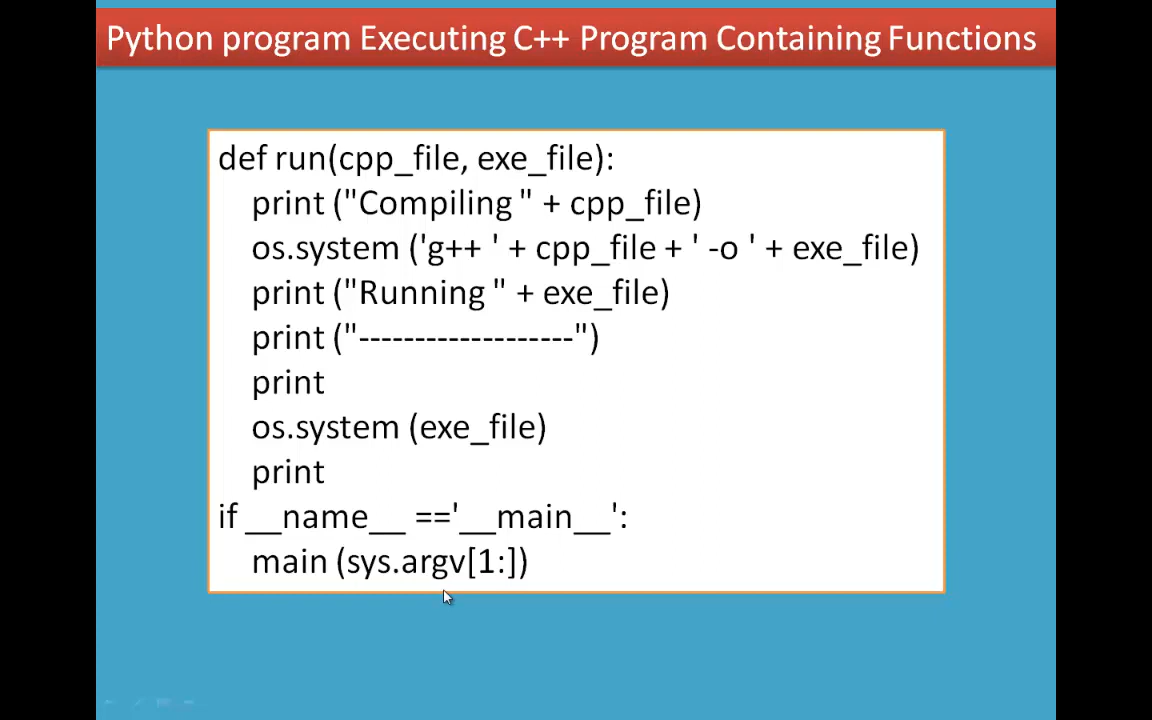 Python program Executing C++ Program Containing Functions
def run(cpp_file, exe_file):
print ("Compiling " + cpp_file)
os.system ('g++ ' + cpp_file + ' -o ' + exe_file)
print ("Running " + exe_file)
print ("-------------------")
print
os.system (exe_file)
print
if __name__ =='__main__':
main (sys.argv[1:])